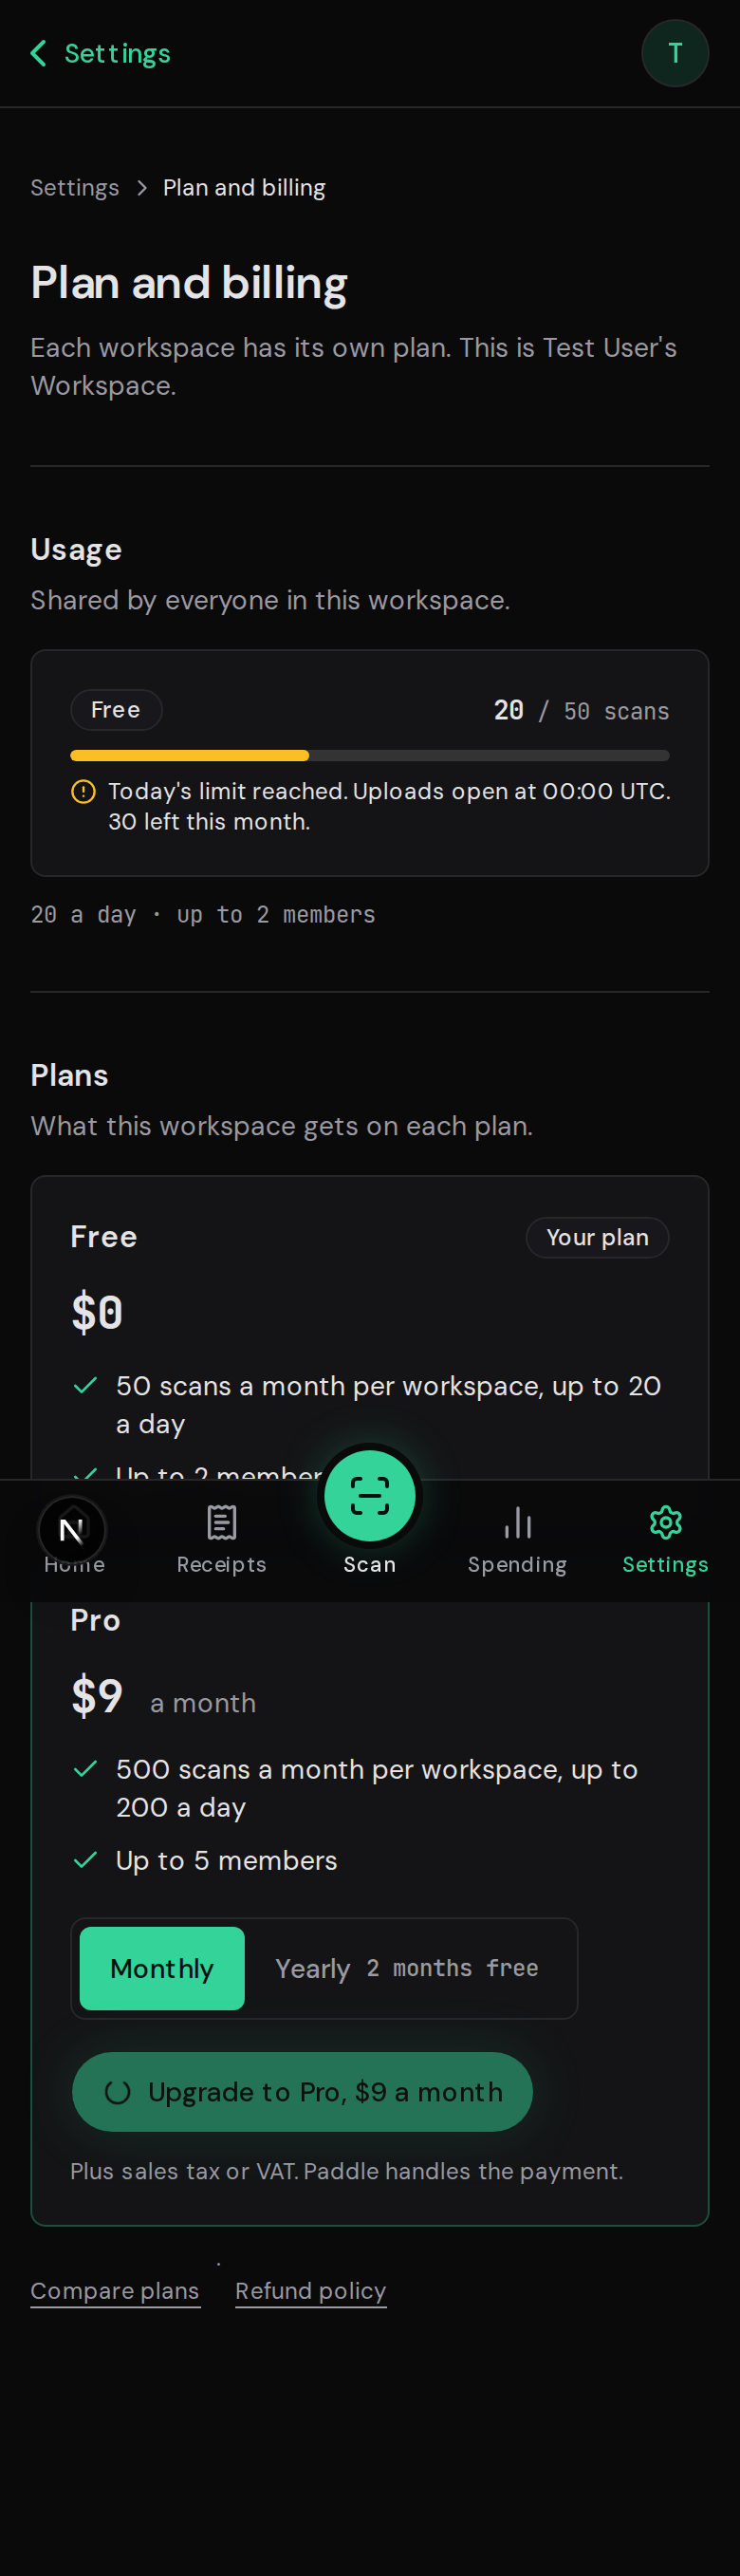 Settings
T
Settings > Plan and billing
Plan and billing
Each workspace has its own plan. This is Test User's
Workspace.
Usage
Shared by everyone in this workspace.
Free
20 / 50 scans
Today's limit reached. Uploads open at 00:00 UTC.
30 left this month.
20 a day · up to 2 members
Plans
What this workspace gets on each plan.
Free
Your plan
$0
50 scans a month per workspace, up to 20
a day
Up to 2 members
N
Home
Receipts
Scan
Spending
Settings
Pro
$9 a month
500 scans a month per workspace, up to
200 a day
Up to 5 members
Monthly
Yearly 2 months free
Upgrade to Pro, $9 a month
Plus sales tax or VAT. Paddle handles the payment.
Compare plans · Refund policy